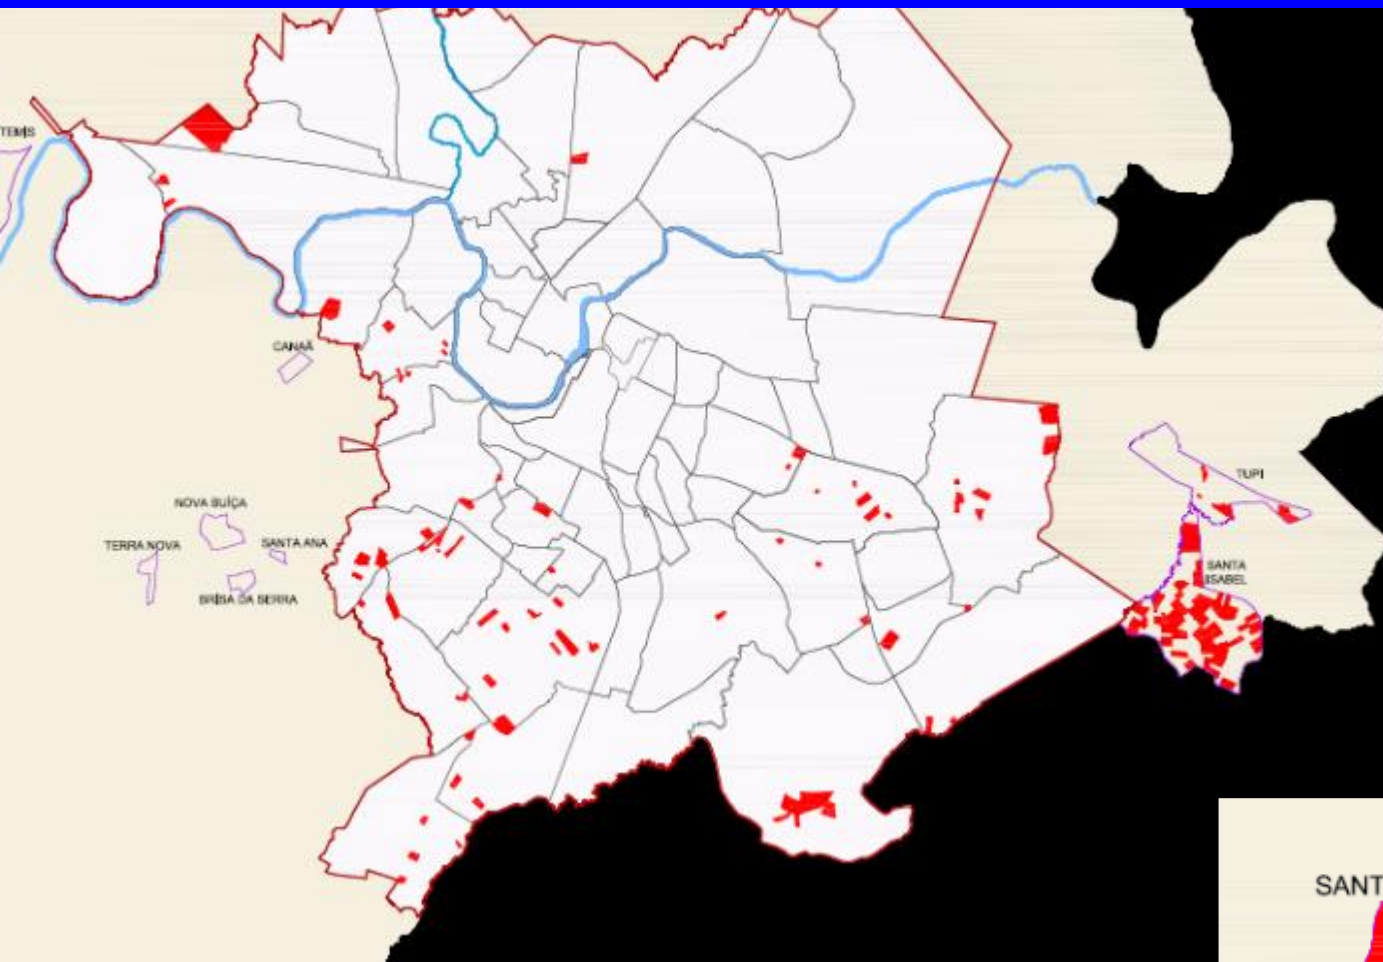 TEMIS
CANAÃ
NOVA SUÍÇA
TERRA NOVA
SANTA ANA
BRISA DA SERRA
TUPI
SANTA
ISABEL
SANT